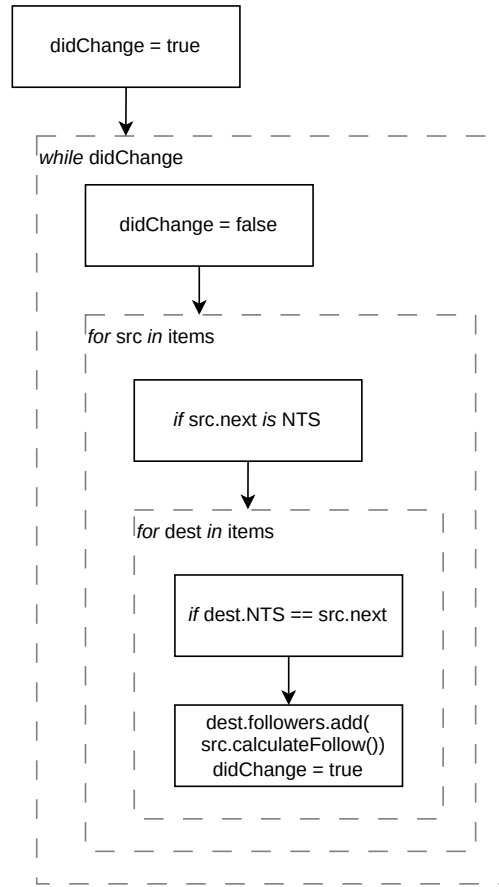 didChange = true
while didChange
didChange = false
for src in items
if src.next is NTS
for dest in items
if dest.NTS == src.next
dest.followers.add(
src.calculateFollow())
didChange = true